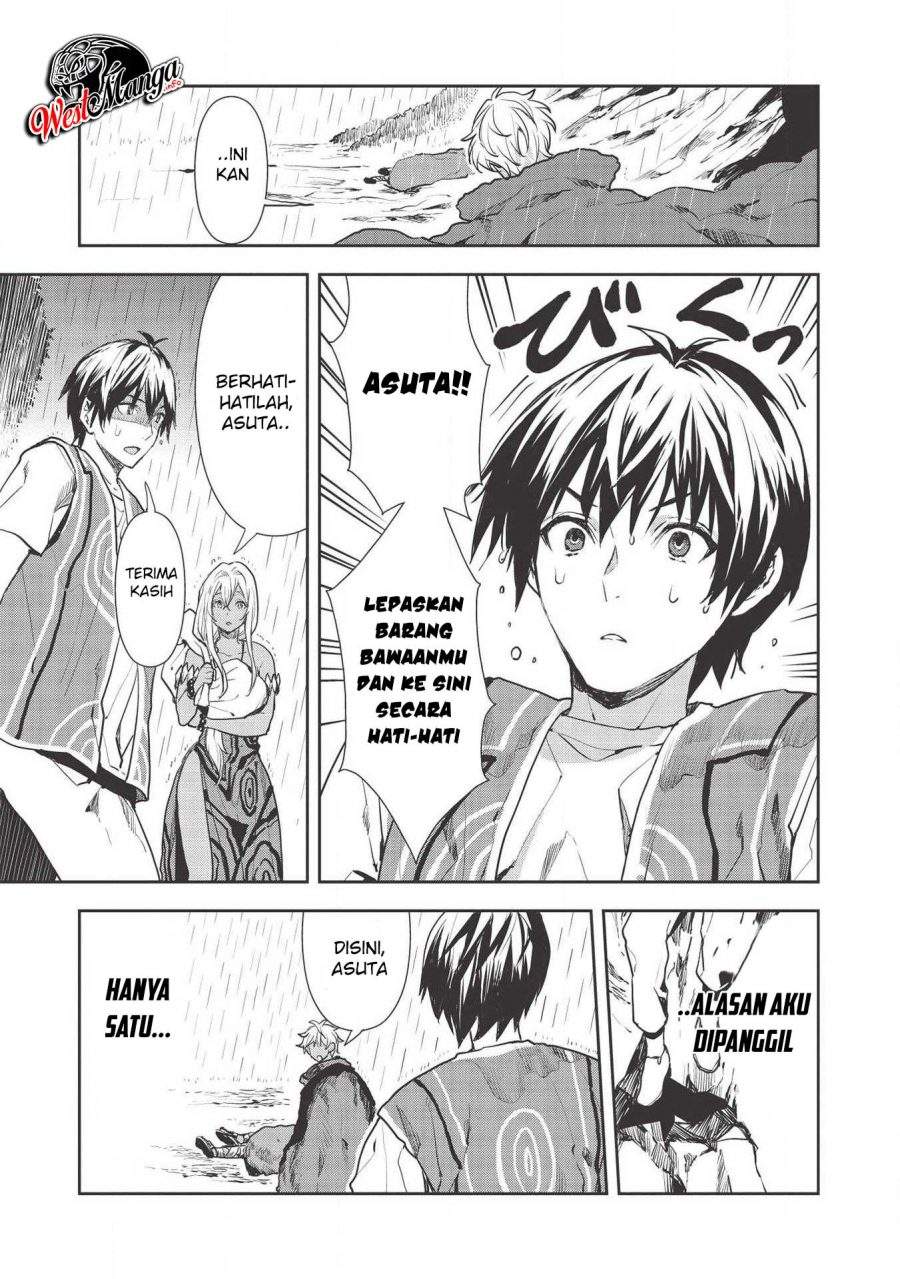 WestManga
.info
..INI
KAN
びくっ
ASUTA!!
LEPASKAN
BARANG
BAWAANMU
DAN KE SINI
SECARA
HATI-HATI
BERHATI-
HATILAH,
ASUTA..
TERIMA
KASIH
..ALASAN AKU
DIPANGGIL
DISINI,
ASUTA
HANYA
SATU...